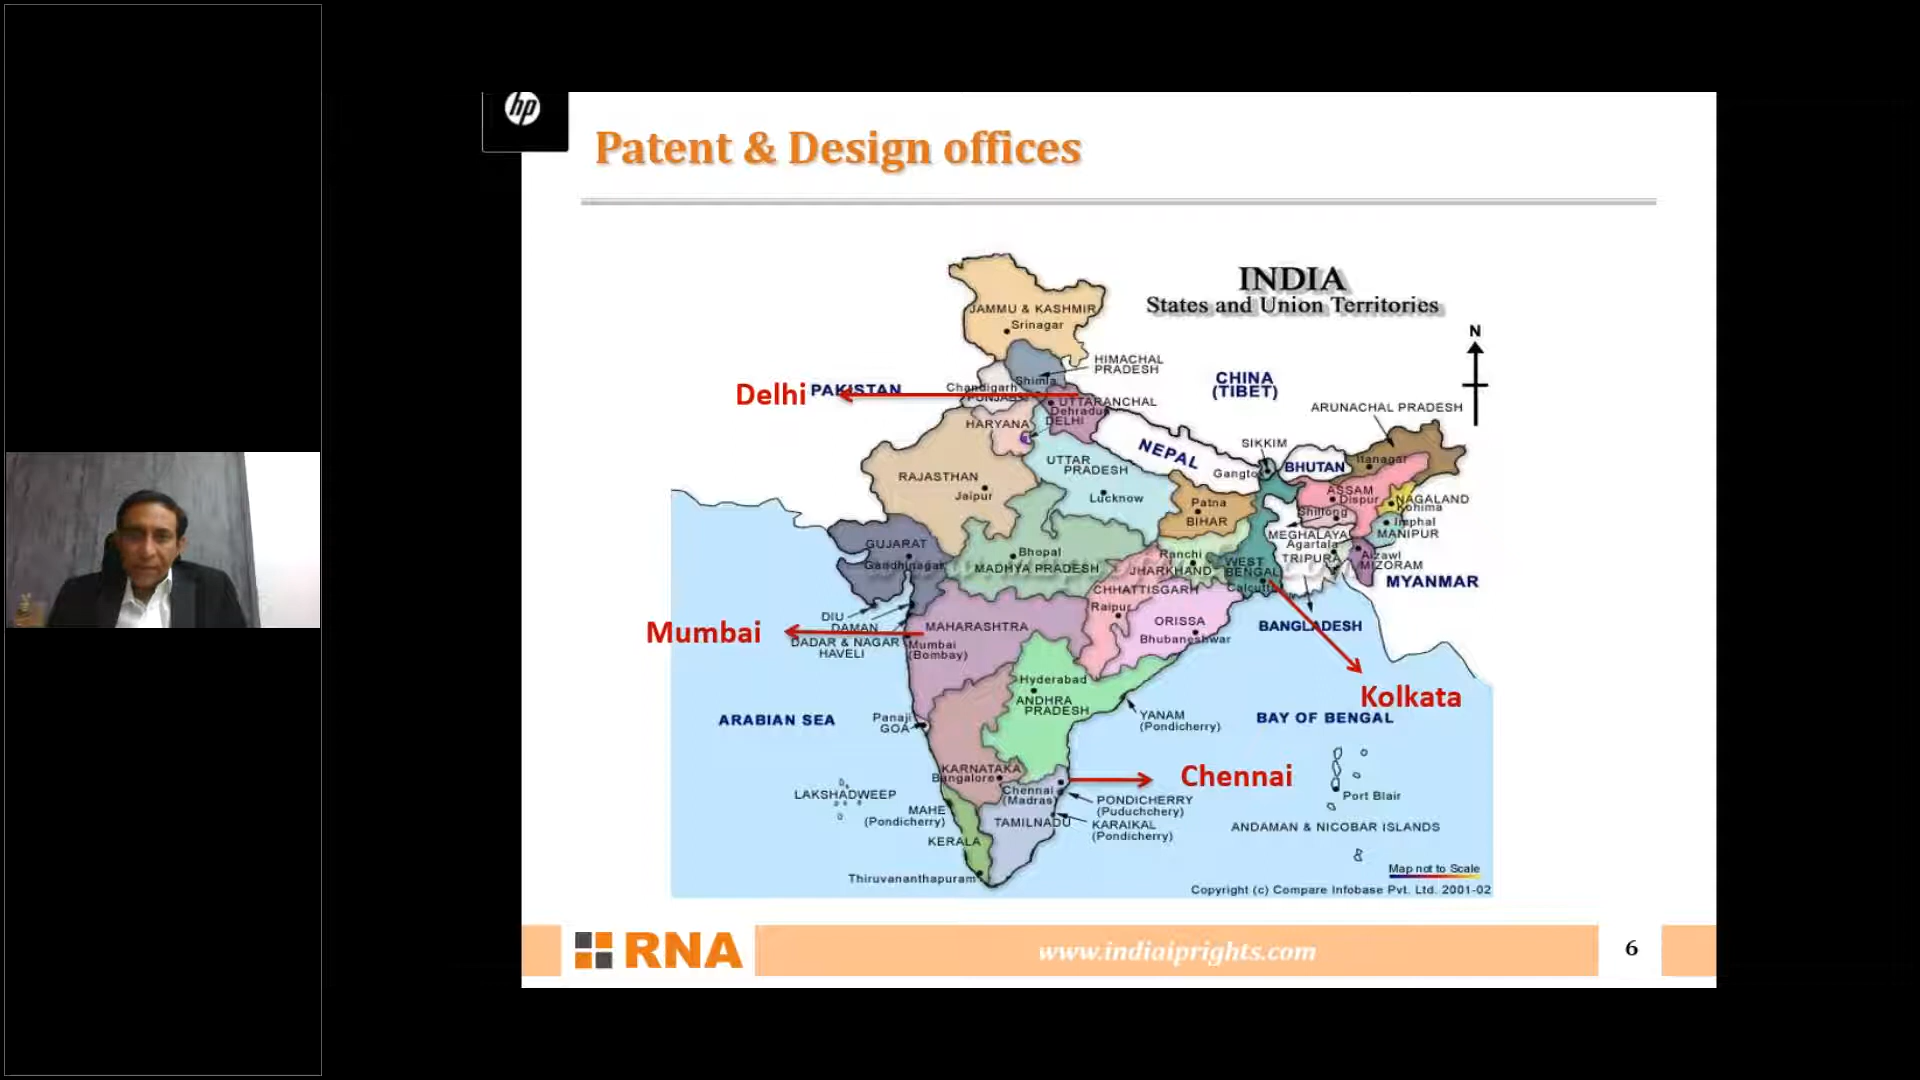 hp
Patent & Design offices
INDIA
States and Union Territories
N
JAMMU & KASHMIR
Srinagar
HIMACHAL
PRADESH
Shimla
CHINA
(TIBET)
Delhi
PAKISTAN
Chandigarh
PUNJAB
UTTARANCHAL
Dehradu
DELHI
HARYANA
ARUNACHAL PRADESH
Itanagar
SIKKIM
Gangto
NEPAL
BHUTAN
UTTAR
PRADESH
Lucknow
RAJASTHAN
Jaipur
Patna
BIHAR
ASSAM
Dispur
NAGALAND
Kohima
Shillong
MEGHALAYA
Imphal
MANIPUR
Agartala
TRIPURA
Aizawl
MIZORAM
MYANMAR
GUJARAT
Gandhinagar
Bhopal
MADHYA PRADESH
Ranchi
JHARKHAND
WEST
BENGAL
Calcutta
CHHATTISGARH
Raipur
ORISSA
Bhubaneshwar
BANGLADESH
DIU
DAMAN
DADAR & NAGAR
HAVELI
Mumbai
MAHARASHTRA
Mumbai
(Bombay)
Kolkata
Hyderabad
ANDHRA
PRADESH
YANAM
(Pondicherry)
BAY OF BENGAL
ARABIAN SEA
Panaji
GOA
KARNATAKA
Bangalore
Chennai
Chennai
(Madras)
PONDICHERRY
(Puduchchery)
KARAIKAL
(Pondicherry)
TAMILNADU
LAKSHADWEEP
MAHE
(Pondicherry)
KERALA
Thiruvananthapuram
Port Blair
ANDAMAN & NICOBAR ISLANDS
Map not to Scale
Copyright (c) Compare Infobase Pvt. Ltd. 2001-02
RNA
www.indiaiprights.com
6